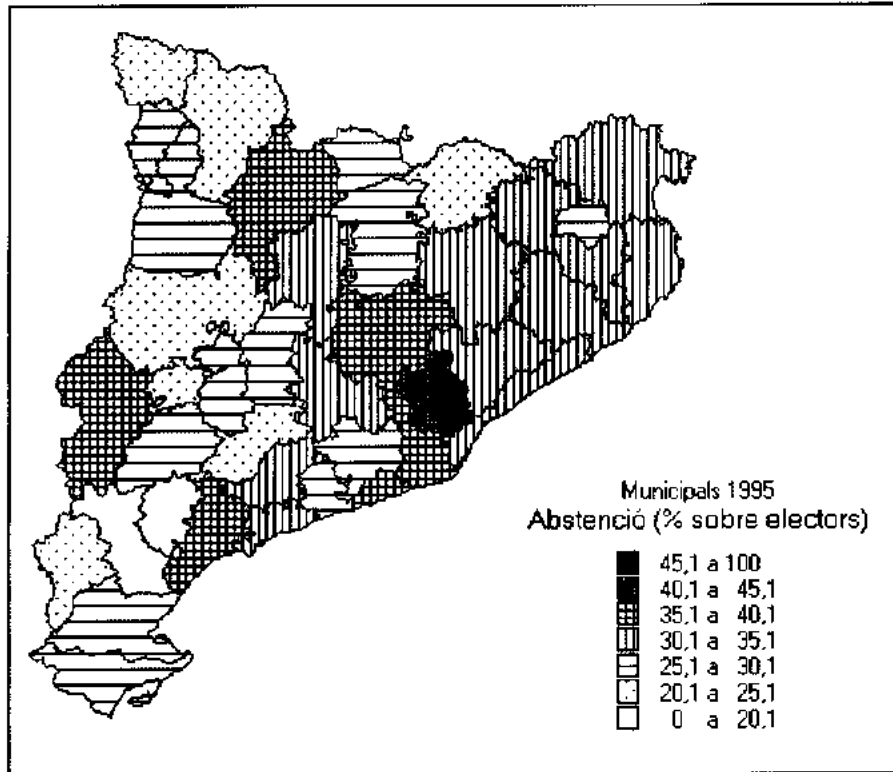 Municipals 1995
Abstenció (% sobre electors)
45,1 a 100
40,1 a 45,1
35,1 a 40,1
30,1 a 35,1
25,1 a 30,1
20,1 a 25,1
0 a 20,1